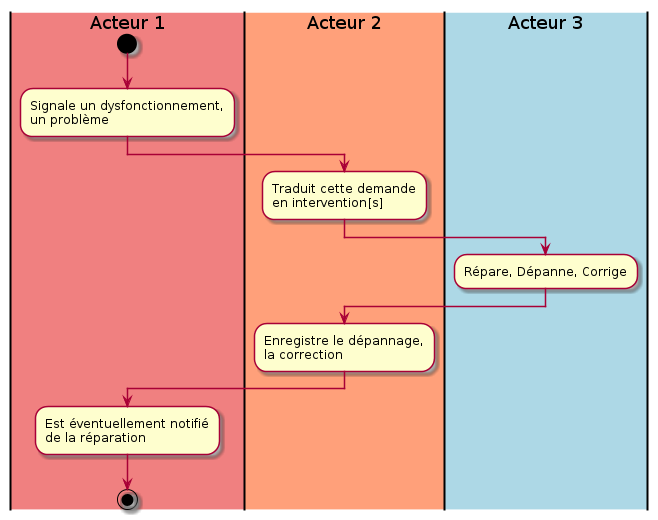 Acteur 1
Acteur 2
Acteur 3
Signale un dysfonctionnement,
un problème
Traduit cette demande
en intervention[s]
Répare, Dépanne, Corrige
Enregistre le dépannage,
la correction
Est éventuellement notifié
de la réparation